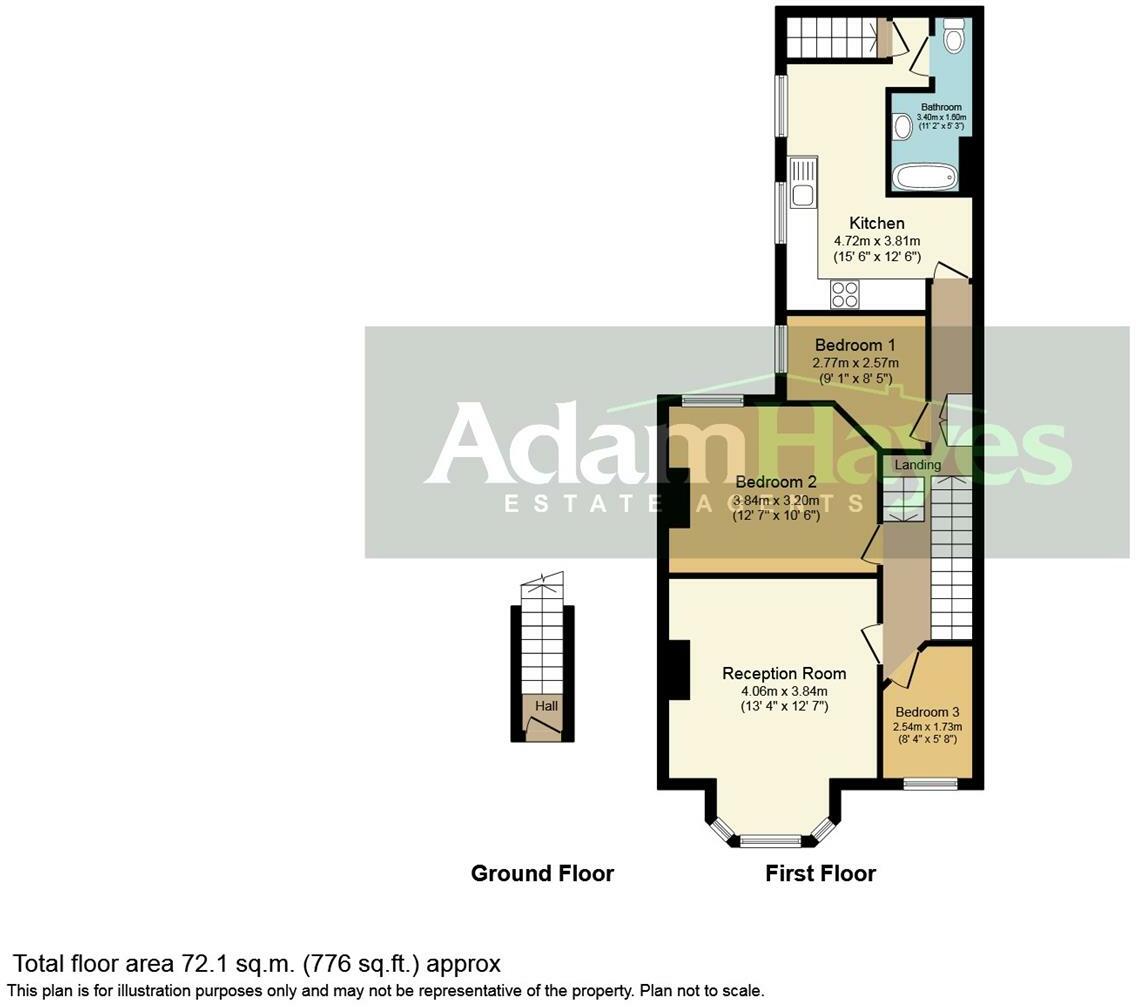 Bathroom
3.40m x 1.60m
(11' 2" x 5' 3")
Kitchen
4.72m x 3.81m
(15' 6" x 12' 6")
Bedroom 1
2.77m x 2.57m
(9' 1" x 8' 5")
AdamHayes
ESTATE AGENTS
Landing
Bedroom 2
3.84m x 3.20m
(12' 7" x 10' 6")
Reception Room
4.06m x 3.84m
(13' 4" x 12' 7")
Hall
Bedroom 3
2.54m x 1.73m
(8' 4" x 5' 8")
Ground Floor
First Floor
Total floor area 72.1 sq.m. (776 sq.ft.) approx
This plan is for illustration purposes only and may not be representative of the property. Plan not to scale.